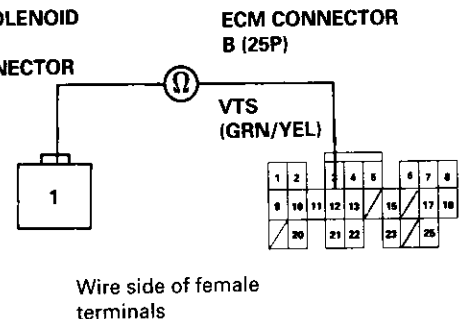 OLENOID
NECTOR
ECM CONNECTOR
B (25P)
Ω
VTS
(GRN/YEL)
1
1 2 3 4 5 6 7 8
9 10 11 12 13 15 17 18
20 21 22 23 25
Wire side of female
terminals